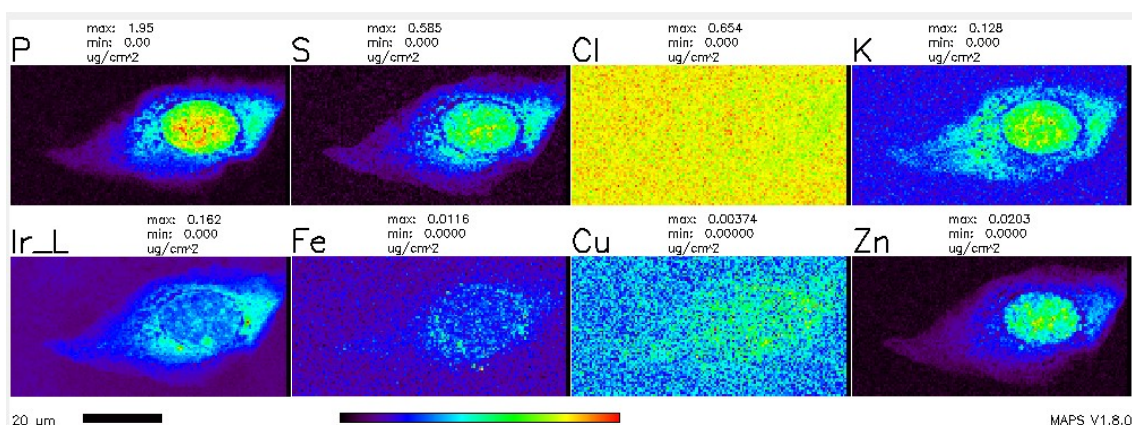 P
max: 1.95
min: 0.00
ug/cm^2
S
max: 0.585
min: 0.000
ug/cm^2
Cl
max: 0.654
min: 0.000
ug/cm^2
K
max: 0.128
min: 0.000
ug/cm^2
Ir_L
max: 0.162
min: 0.000
ug/cm^2
Fe
max: 0.0116
min: 0.0000
ug/cm^2
Cu
max: 0.00374
min: 0.00000
ug/cm^2
Zn
max: 0.0203
min: 0.0000
ug/cm^2
20 um
MAPS V1.8.0